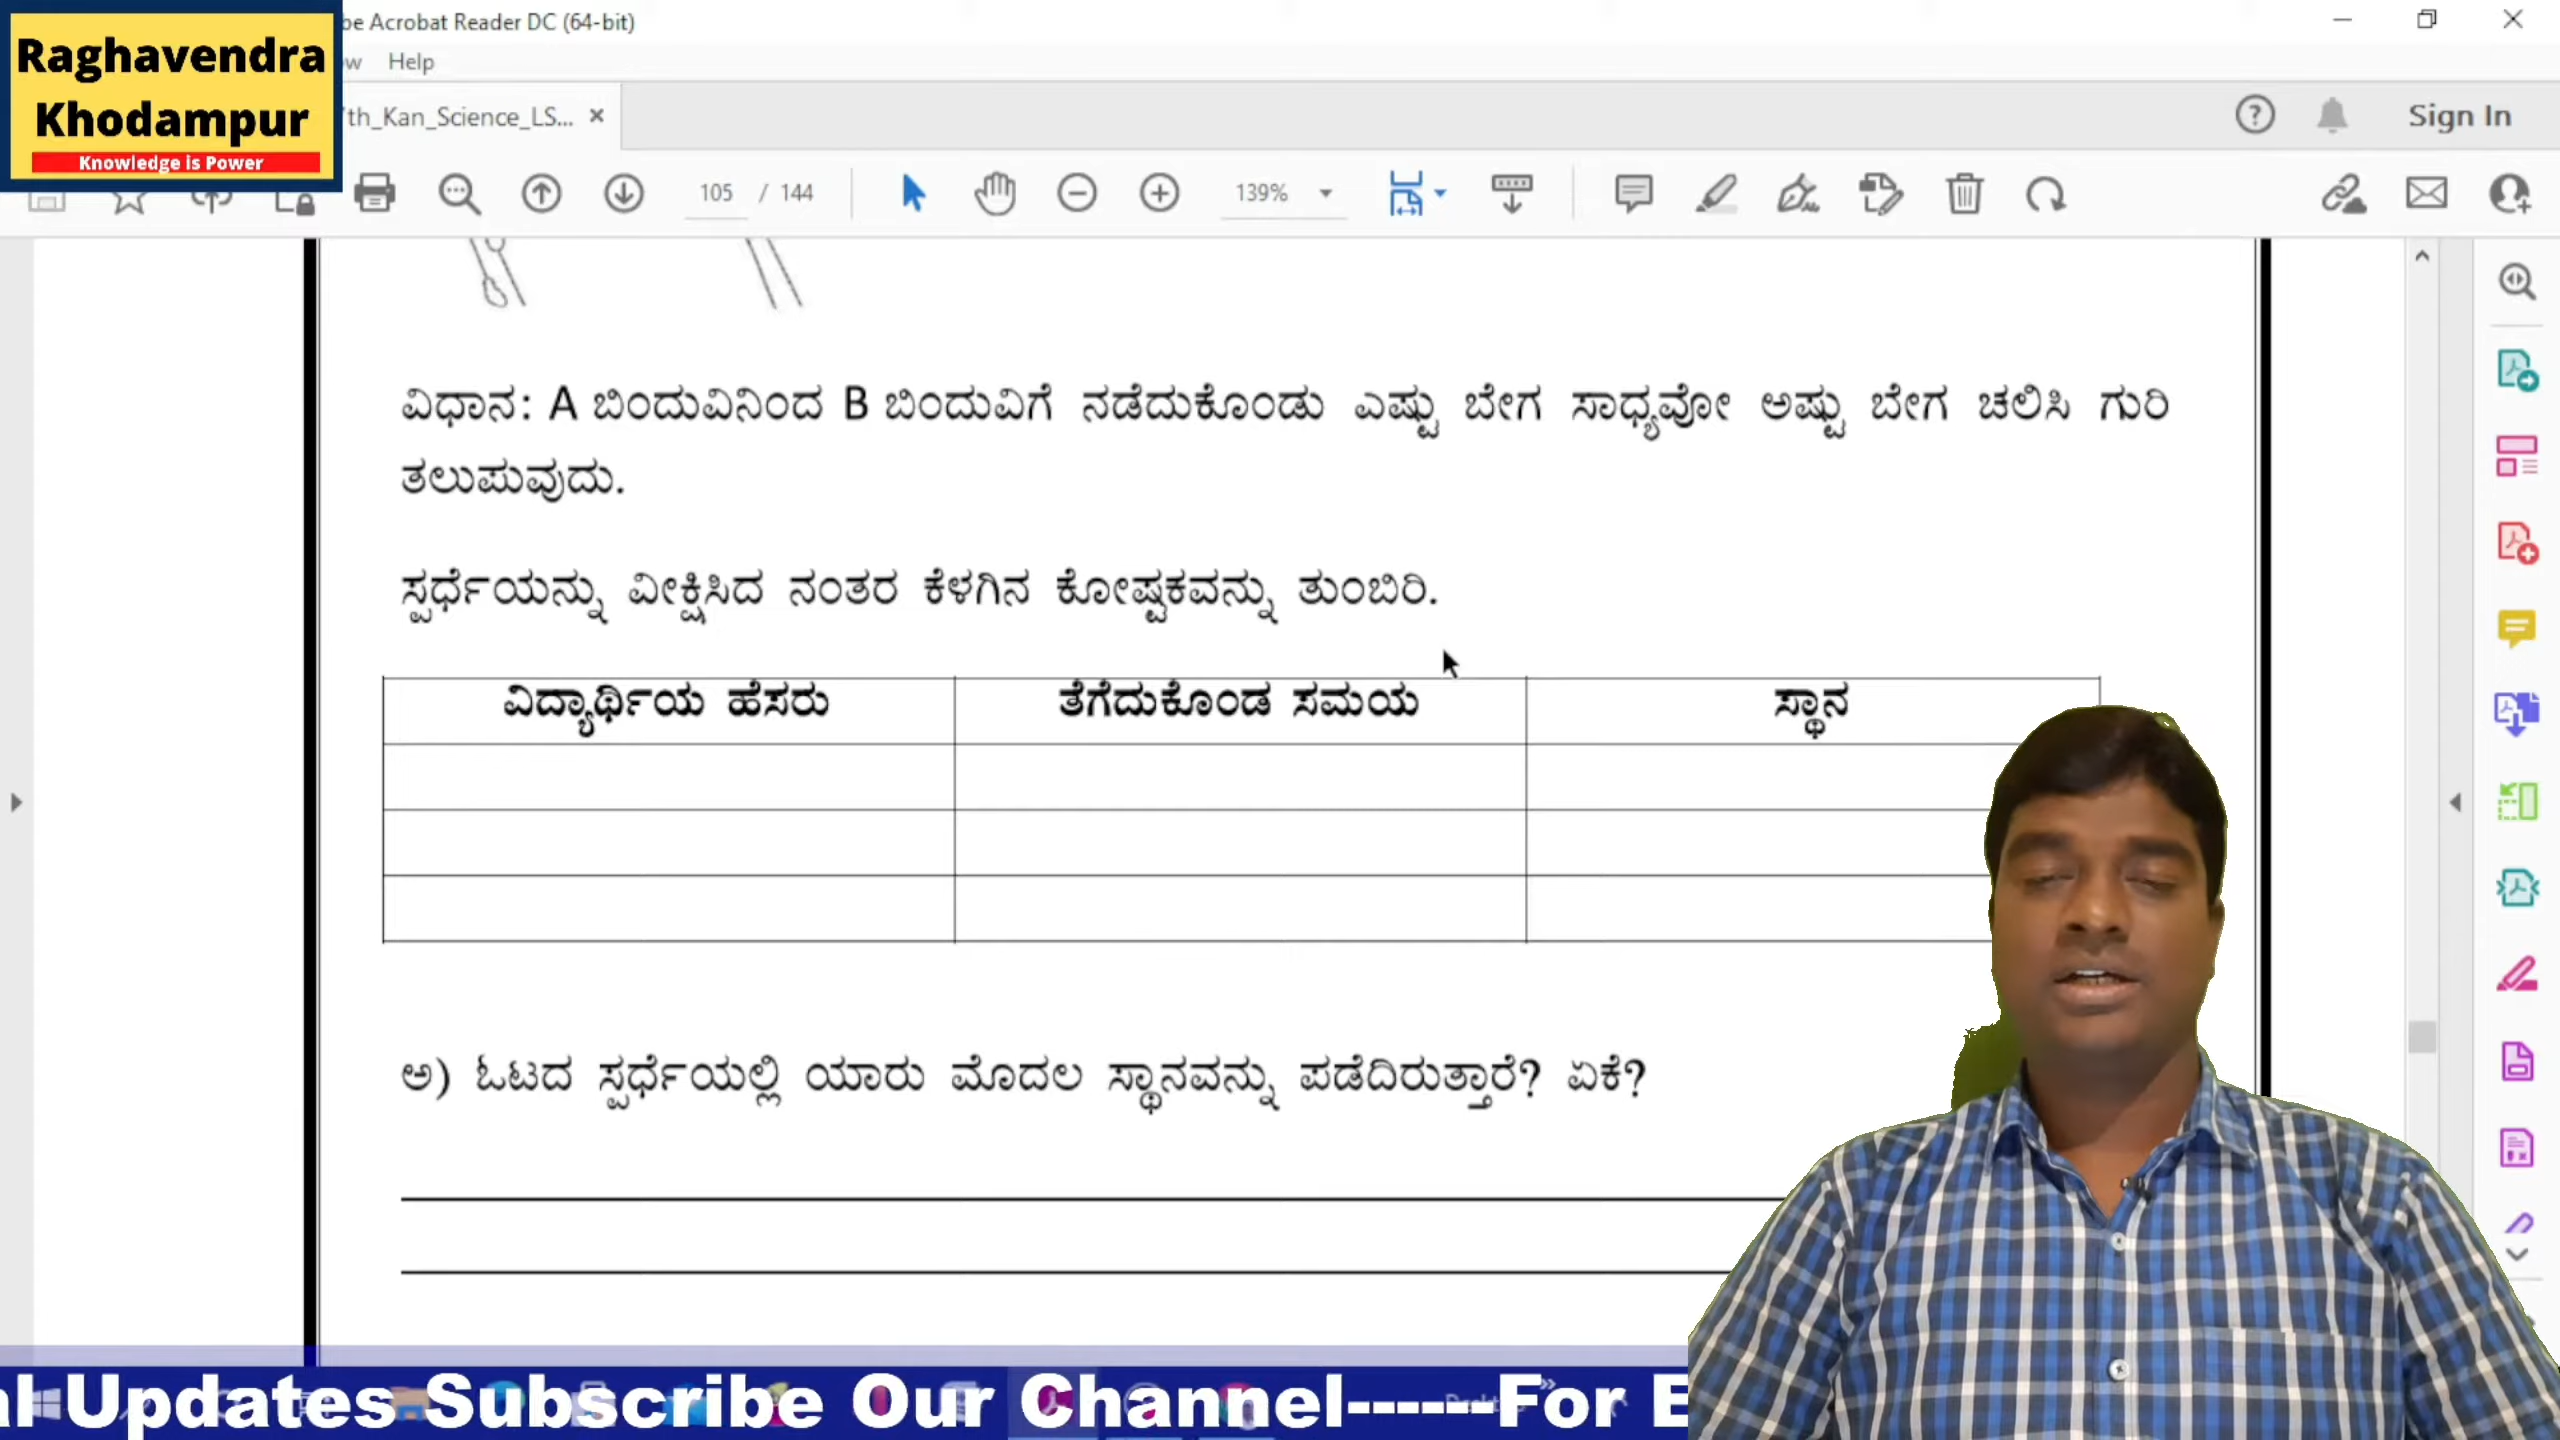 Raghavendra
Khodampur
Knowledge is Power
be Acrobat Reader DC (64-bit)
Help
7th_Kan_Science_LS...
Sign In
105 / 144
139%
ವಿಧಾನ: A ಬಿಂದುವಿನಿಂದ B ಬಿಂದುವಿಗೆ ನಡೆದುಕೊಂಡು ಎಷ್ಟು ಬೇಗ ಸಾಧ್ಯವೋ ಅಷ್ಟು ಬೇಗ ಚಲಿಸಿ ಗುರಿ
ತಲುಪುವುದು.
ಸ್ಪರ್ಧೆಯನ್ನು ವೀಕ್ಷಿಸಿದ ನಂತರ ಕೆಳಗಿನ ಕೋಷ್ಟಕವನ್ನು ತುಂಬಿರಿ.
ವಿದ್ಯಾರ್ಥಿಯ ಹೆಸರು ತೆಗೆದುಕೊಂಡ ಸಮಯ ಸ್ಥಾನ
ಅ) ಓಟದ ಸ್ಪರ್ಧೆಯಲ್ಲಿ ಯಾರು ಮೊದಲ ಸ್ಥಾನವನ್ನು ಪಡೆದಿರುತ್ತಾರೆ? ಏಕೆ?
al Updates Subscribe Our Channel------For E